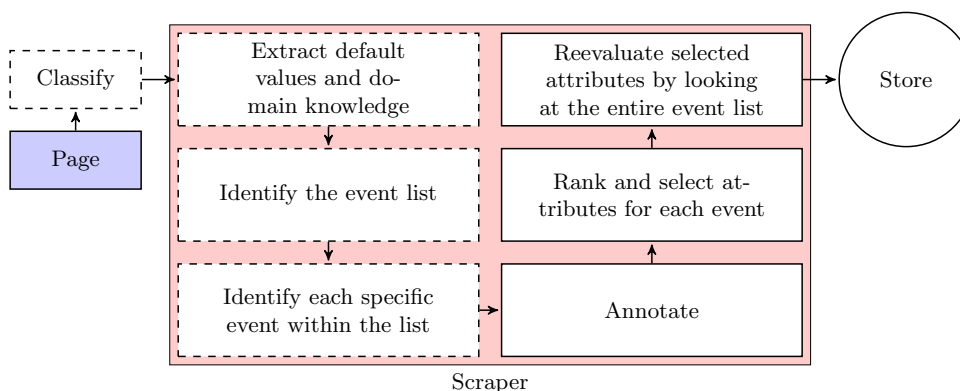 Classify
Page
Extract default
values and do-
main knowledge
Identify the event list
Identify each specific
event within the list
Annotate
Rank and select at-
tributes for each event
Reevaluate selected
attributes by looking
at the entire event list
Store
Scraper